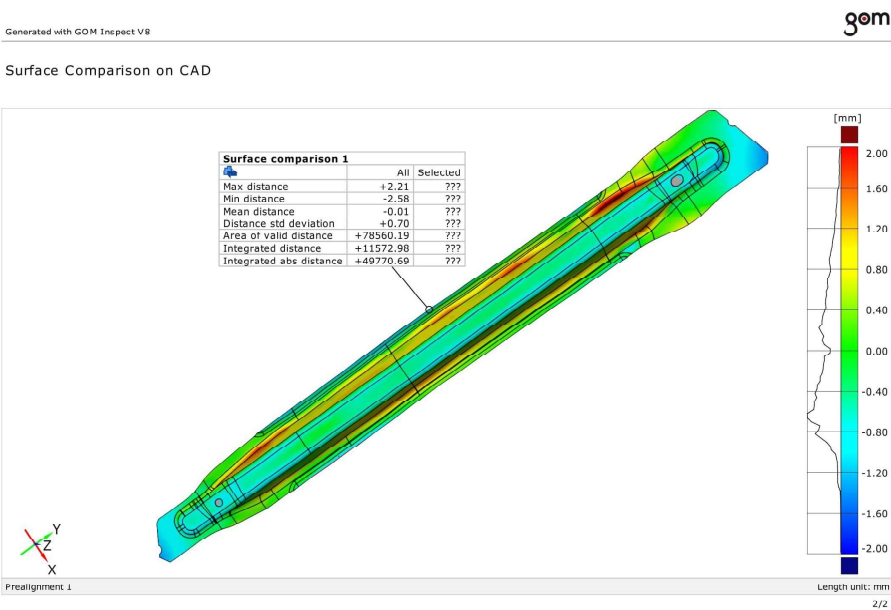 gom
Generated with GOM Inspect V8
Surface Comparison on CAD
[mm]
Surface comparison 1
All Selected
Max distance +2.21 ???
Min distance -2.58 ???
Mean distance -0.01 ???
Distance std deviation +0.70 ???
Area of valid distance +78560.19 ???
Integrated distance +11572.98 ???
Integrated abs distance +49770.69 ???
2.00
1.60
1.20
0.80
0.40
0.00
-0.40
-0.80
-1.20
-1.60
-2.00
Y
Z
X
Prealignment 1 Length unit: mm
2/2